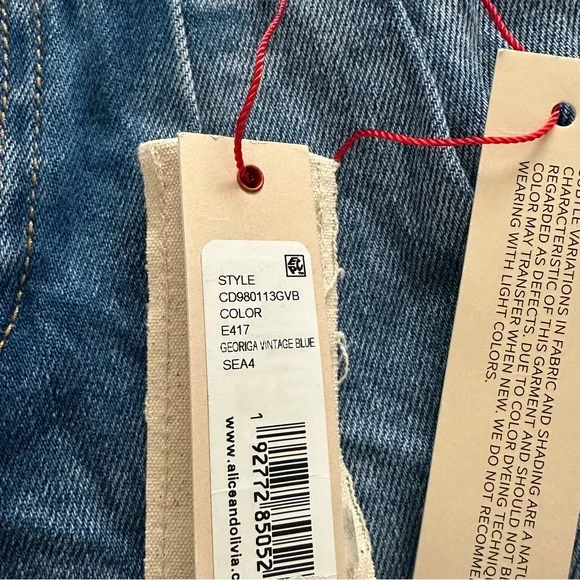 STYLE
CD980113GVB
COLOR
E417
GEORIGA VINTAGE BLUE
SEA4
1 92772 85052
www.aliceandolivia.c
SUBTLE VARIATIONS IN FABRIC AND SHADING ARE A NAT
CHARACTERISTIC OF THIS GARMENT AND SHOULD NOT B
REGARDED AS DEFECTS. DUE TO COLOR DYEING TECHN
COLOR MAY TRANSFER WHEN NEW. WE DO NOT RECOMME
WEARING WITH LIGHT COLORS.